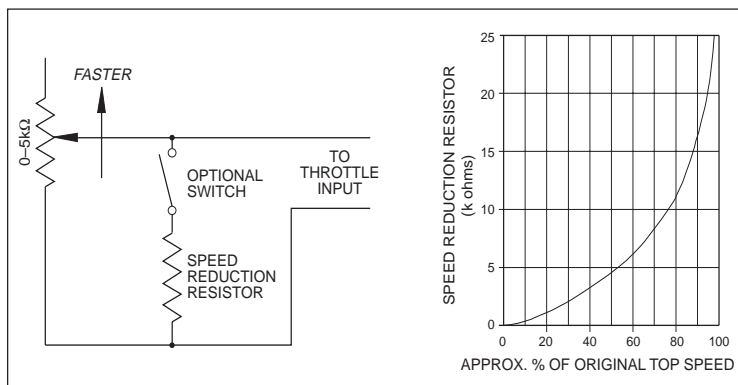 FASTER
0–5kΩ
OPTIONAL
SWITCH
TO
THROTTLE
INPUT
SPEED
REDUCTION
RESISTOR
SPEED REDUCTION RESISTOR
(k ohms)
25
20
15
10
5
0
0 20 40 60 80 100
APPROX. % OF ORIGINAL TOP SPEED